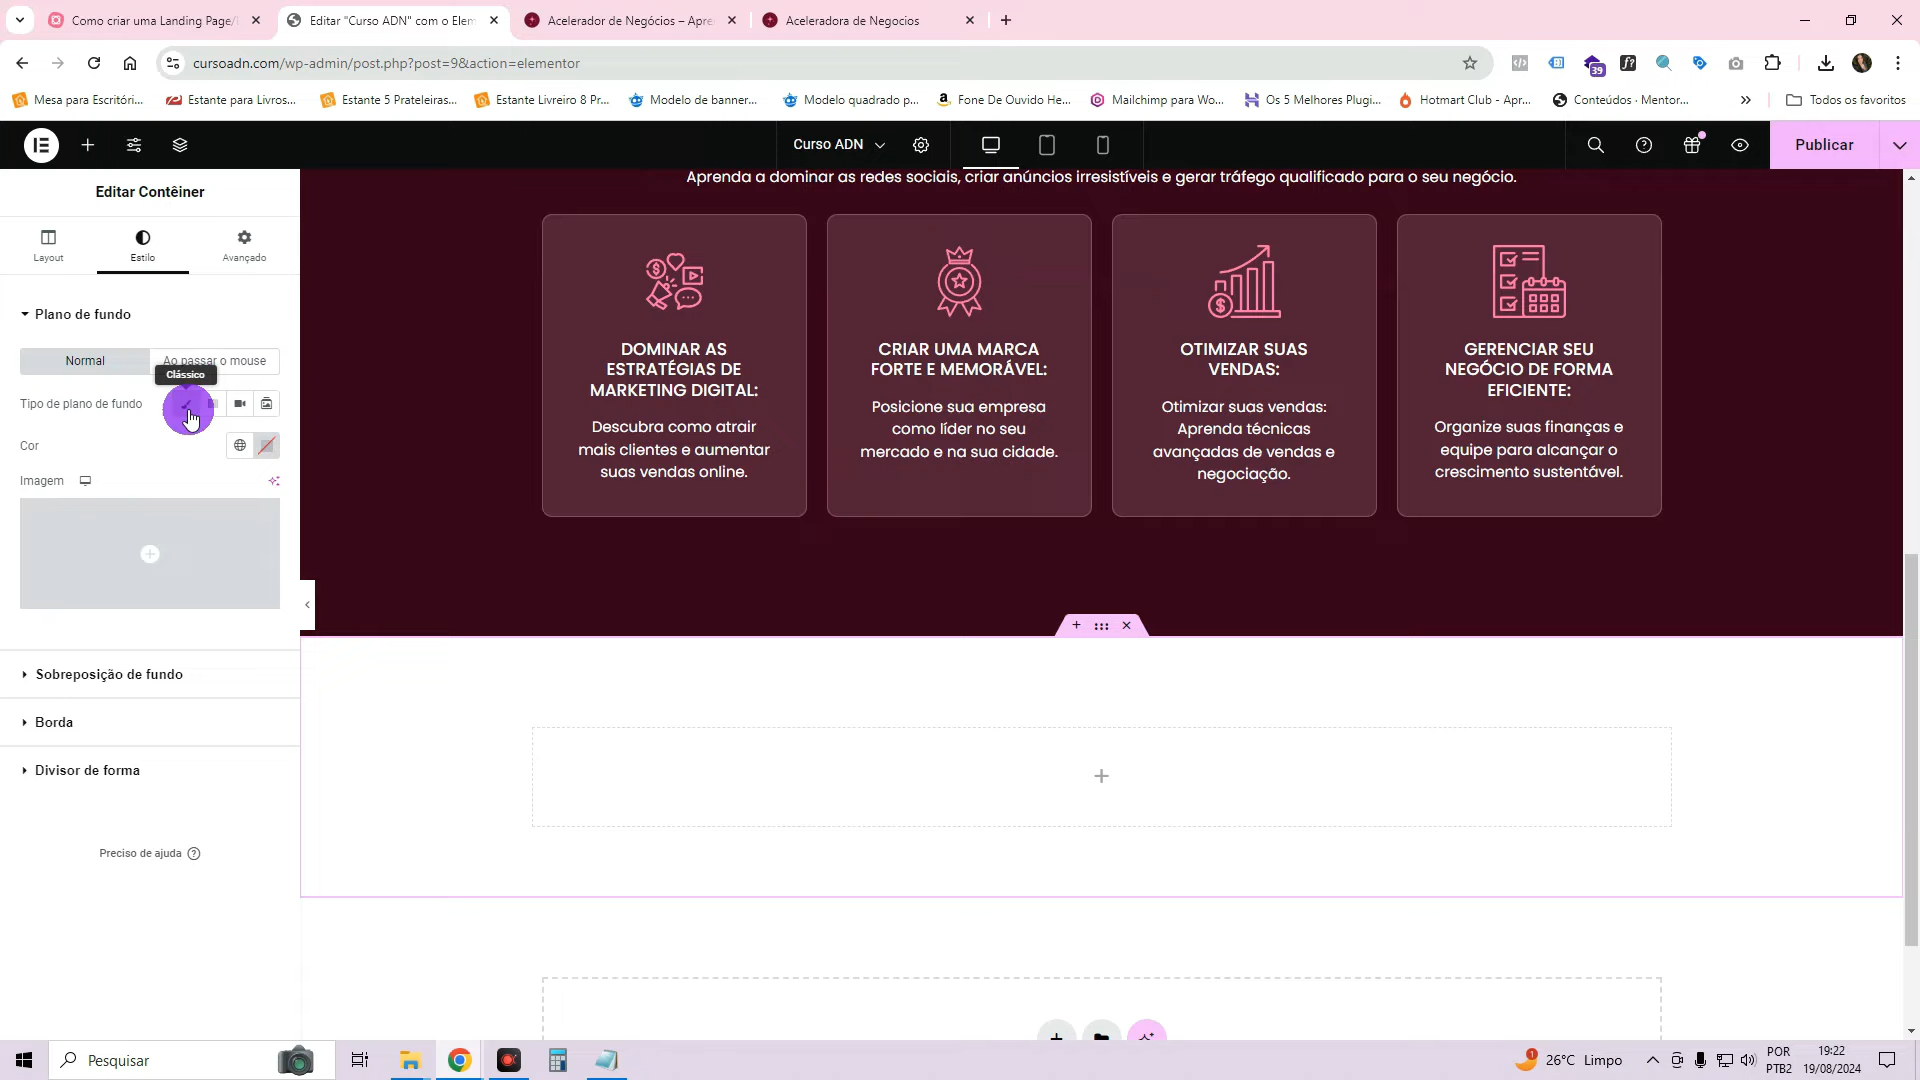 Como criar uma Landing Page/
Editar "Curso ADN" com o Elem
Acelerador de Negócios – Apre
Aceleradora de Negocios
cursoadn.com/wp-admin/post.php?post=9&action=elementor
39
f?
Mesa para Escritóri...
Estante para Livros...
Estante 5 Prateleiras...
Estante Livreiro 8 Pr...
Modelo de banner...
Modelo quadrado p...
Fone De Ouvido He...
Mailchimp para Wo...
Os 5 Melhores Plugi...
Hotmart Club - Apr...
Conteúdos · Mentor...
Todos os favoritos
Curso ADN
Publicar
Editar Contêiner
Layout
Estilo
Avançado
Plano de fundo
Normal
Ao passar o mouse
Clássico
Tipo de plano de fundo
Cor
Imagem
Sobreposição de fundo
Borda
Divisor de forma
Preciso de ajuda
Aprenda a dominar as redes sociais, criar anúncios irresistíveis e gerar tráfego qualificado para o seu negócio.
DOMINAR AS
ESTRATÉGIAS DE
MARKETING DIGITAL:
Descubra como atrair
mais clientes e aumentar
suas vendas online.
CRIAR UMA MARCA
FORTE E MEMORÁVEL:
Posicione sua empresa
como líder no seu
mercado e na sua cidade.
OTIMIZAR SUAS
VENDAS:
Otimizar suas vendas:
Aprenda técnicas
avançadas de vendas e
negociação.
GERENCIAR SEU
NEGÓCIO DE FORMA
EFICIENTE:
Organize suas finanças e
equipe para alcançar o
crescimento sustentável.
Pesquisar
1
26°C Limpo
POR
PTB2
19:22
19/08/2024